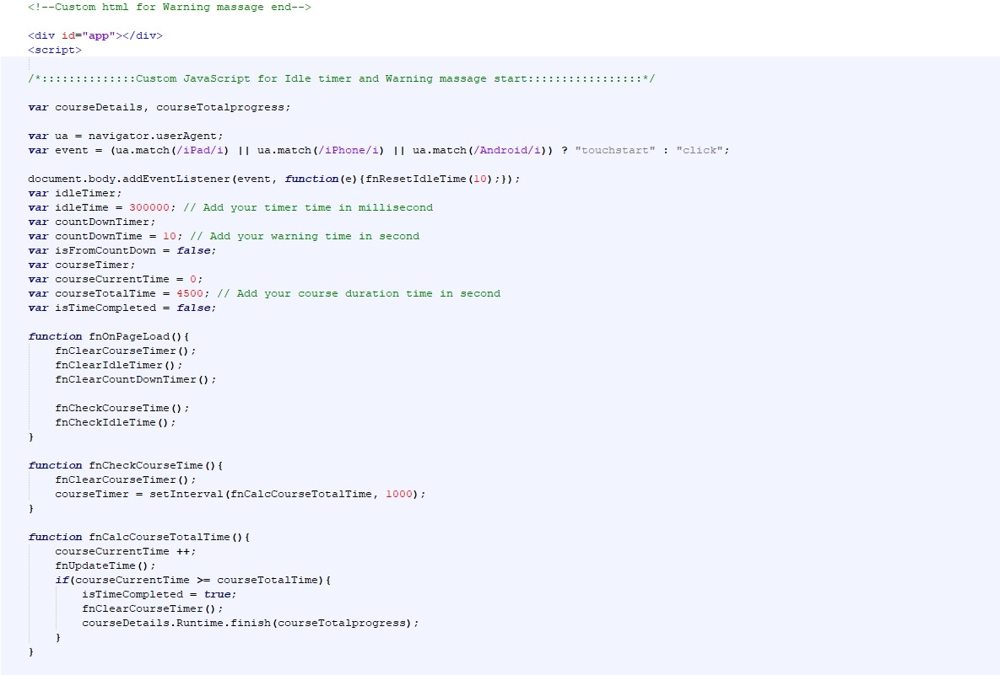 <!--Custom html for Warning massage end-->
<div id="app"></div>
<script>
/*::::::::::::::Custom JavaScript for Idle timer and Warning massage start:::::::::::::::::*/
var courseDetails, courseTotalprogress;
var ua = navigator.userAgent;
var event = (ua.match(/iPad/i) || ua.match(/iPhone/i) || ua.match(/Android/i)) ? "touchstart" : "click";
document.body.addEventListener(event, function(e){fnResetIdleTime(10);});
var idleTimer;
var idleTime = 300000; // Add your timer time in millisecond
var countDownTimer;
var countDownTime = 10; // Add your warning time in second
var isFromCountDown = false;
var courseTimer;
var courseCurrentTime = 0;
var courseTotalTime = 4500; // Add your course duration time in second
var isTimeCompleted = false;
function fnOnPageLoad(){
    fnClearCourseTimer();
    fnClearIdleTimer();
    fnClearCountDownTimer();
    fnCheckCourseTime();
    fnCheckIdleTime();
}
function fnCheckCourseTime(){
    fnClearCourseTimer();
    courseTimer = setInterval(fnCalcCourseTotalTime, 1000);
}
function fnCalcCourseTotalTime(){
    courseCurrentTime ++;
    fnUpdateTime();
    if(courseCurrentTime >= courseTotalTime){
        isTimeCompleted = true;
        fnClearCourseTimer();
        courseDetails.Runtime.finish(courseTotalprogress);
    }
}